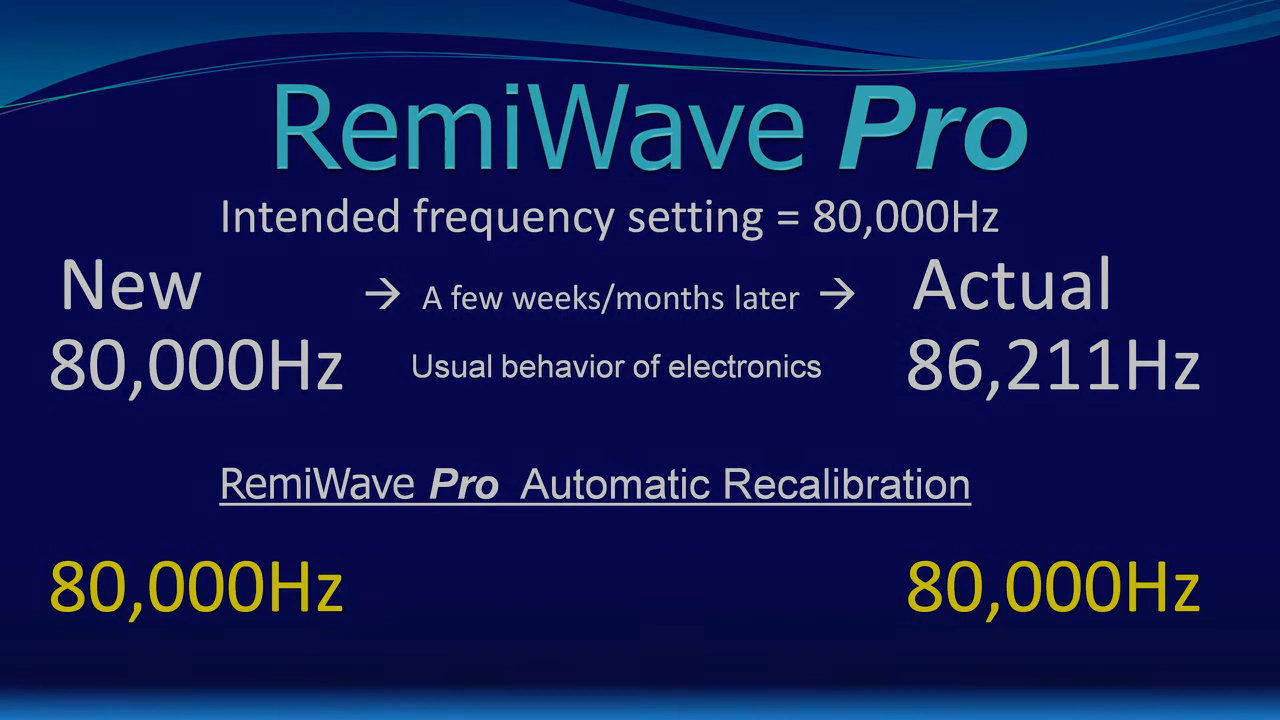 RemiWave Pro
Intended frequency setting = 80,000Hz
New → A few weeks/months later → Actual
80,000Hz Usual behavior of electronics 86,211Hz
RemiWave Pro Automatic Recalibration
80,000Hz 80,000Hz